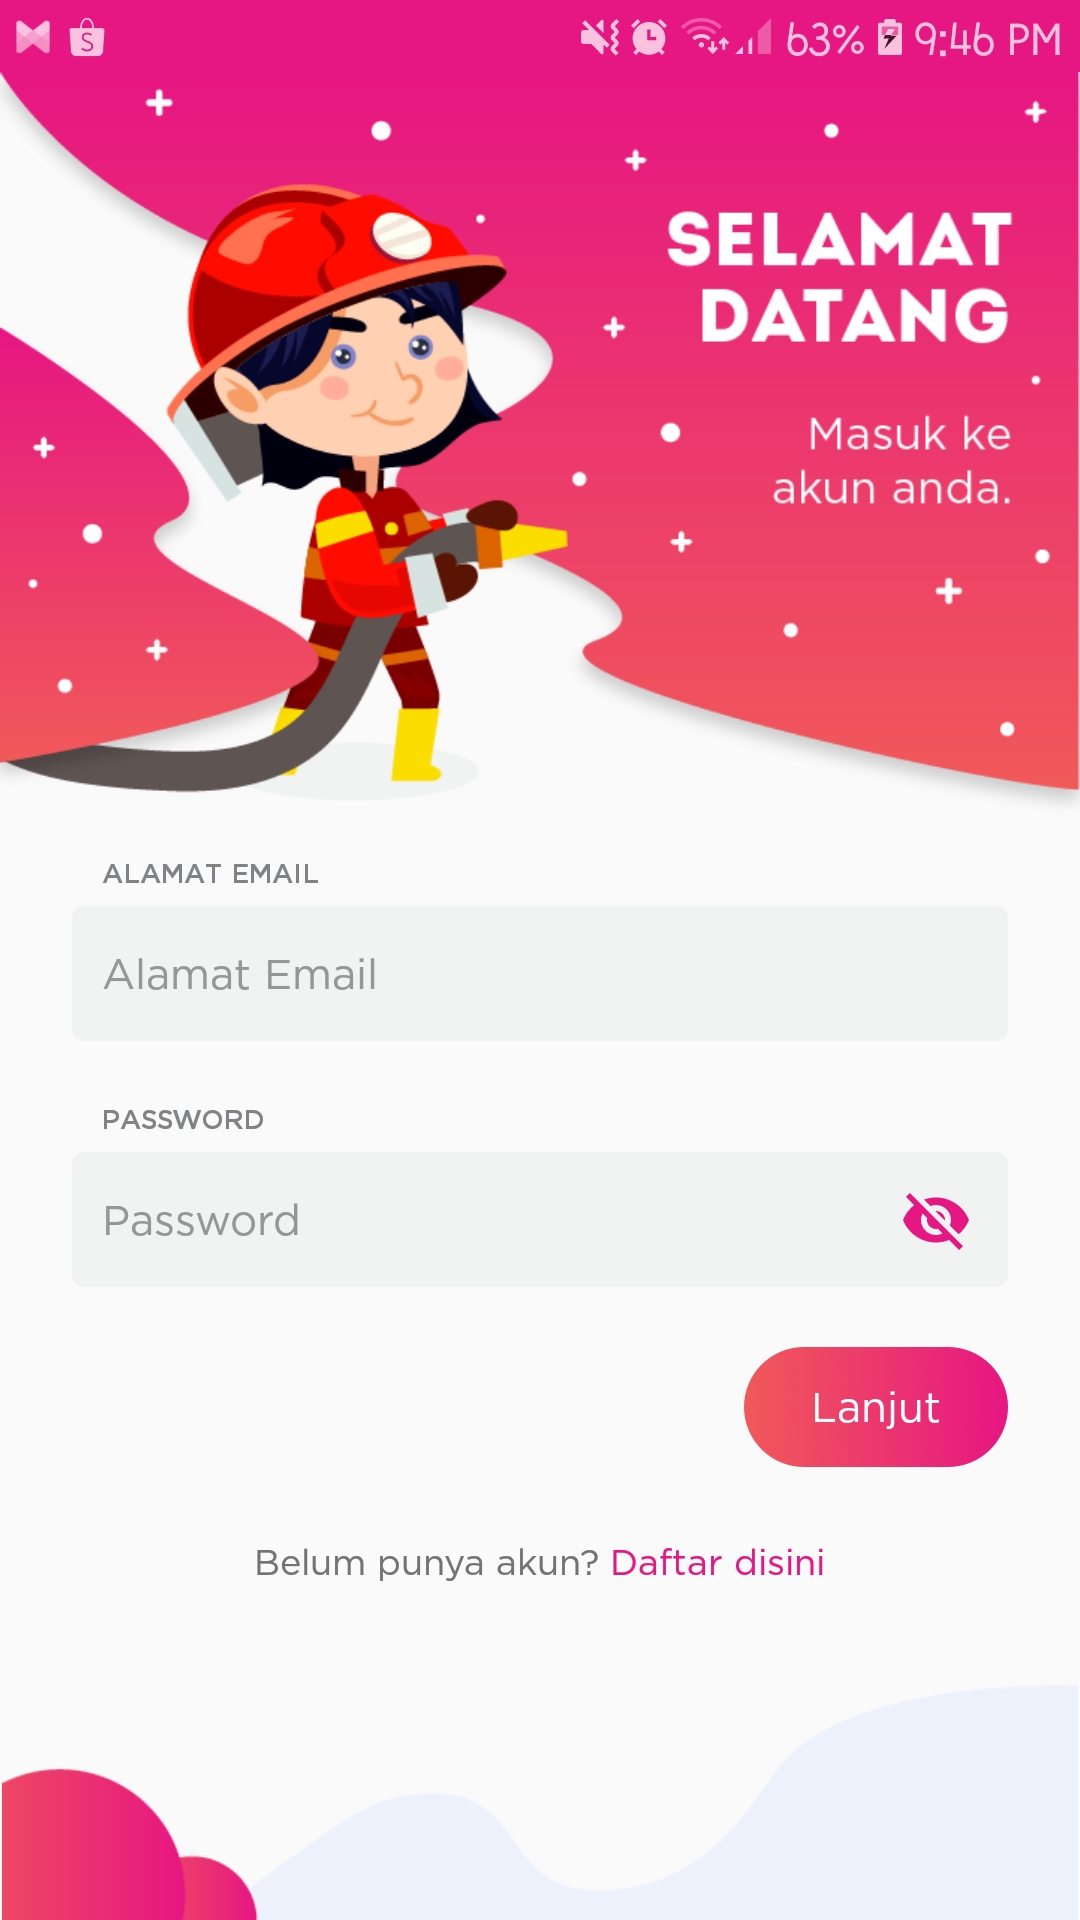 S 63% 9:46 PM
SELAMAT
DATANG
Masuk ke
akun anda.
ALAMAT EMAIL
Alamat Email
PASSWORD
Password
Lanjut
Belum punya akun? Daftar disini